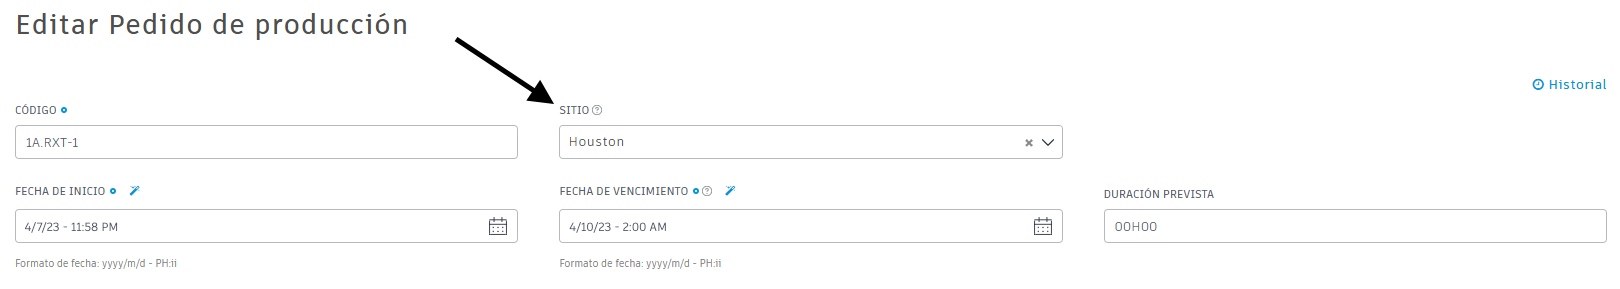 Editar Pedido de producción
Historial
CÓDIGO
SITIO
1A.RXT-1
Houston
FECHA DE INICIO
FECHA DE VENCIMIENTO
DURACIÓN PREVISTA
4/7/23 - 11:58 PM
4/10/23 - 2:00 AM
00H00
Formato de fecha: yyyy/m/d - PH:ii
Formato de fecha: yyyy/m/d - PH:ii